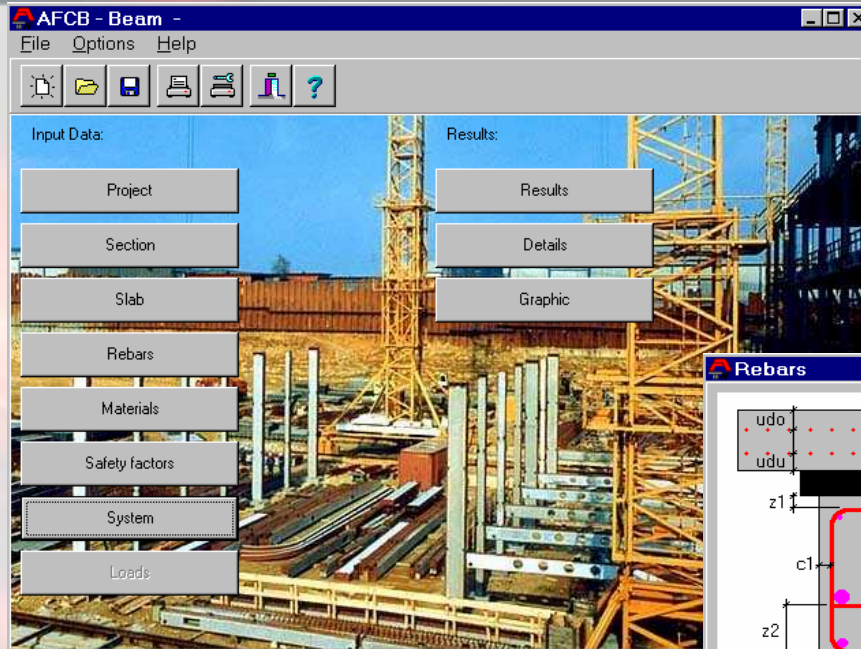 AFCB - Beam -
File Options Help
Input Data:
Results:
Project
Results
Section
Details
Slab
Graphic
Rebars
Materials
Safety factors
System
Loads
Rebars
udo
udu
z1
c1
z2